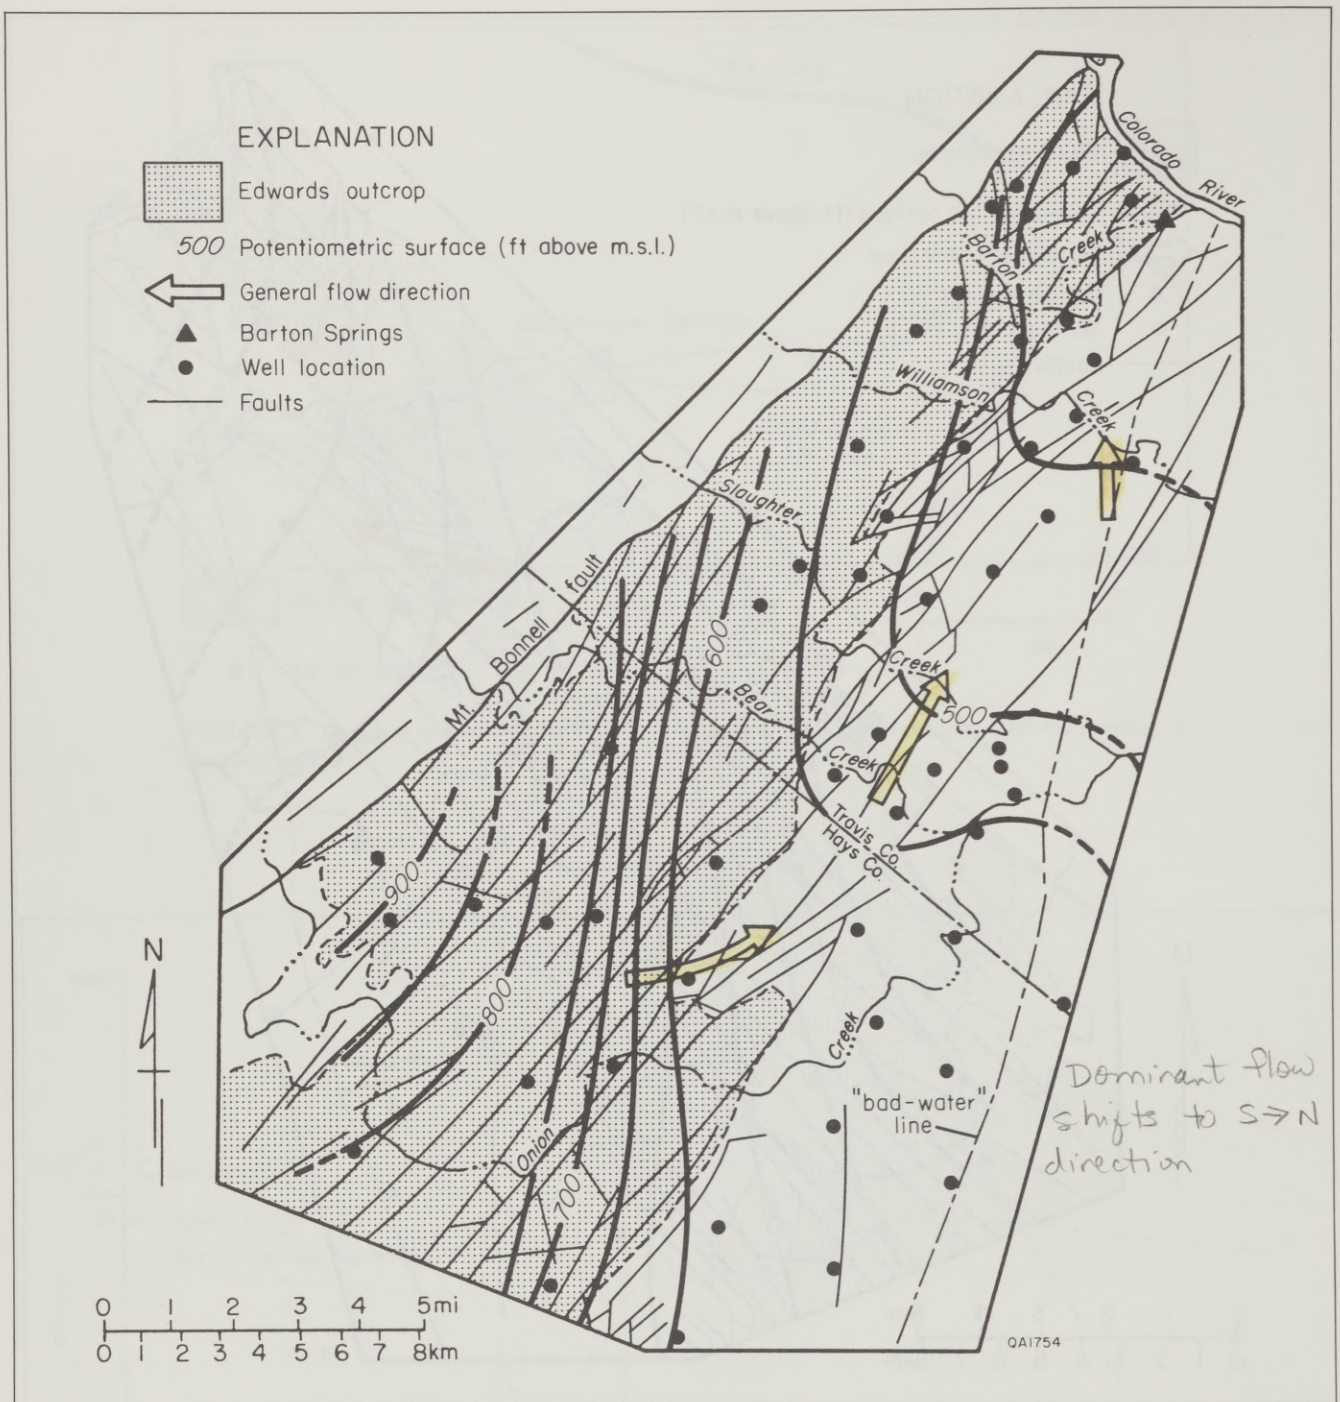 EXPLANATION
Edwards outcrop
500 Potentiometric surface (ft above m.s.l.)
General flow direction
Barton Springs
Well location
Faults
Colorado
River
Barton
Creek
Williamson
Creek
Slaughter
Creek
Mt. Bonnell fault
Bear
Creek
600
500
Travis Co.
Hays Co.
900
800
700
Onion
Creek
"bad-water"
line
Dominant flow
shifts to S→N
direction
N
0 1 2 3 4 5mi
0 1 2 3 4 5 6 7 8km
QA1754